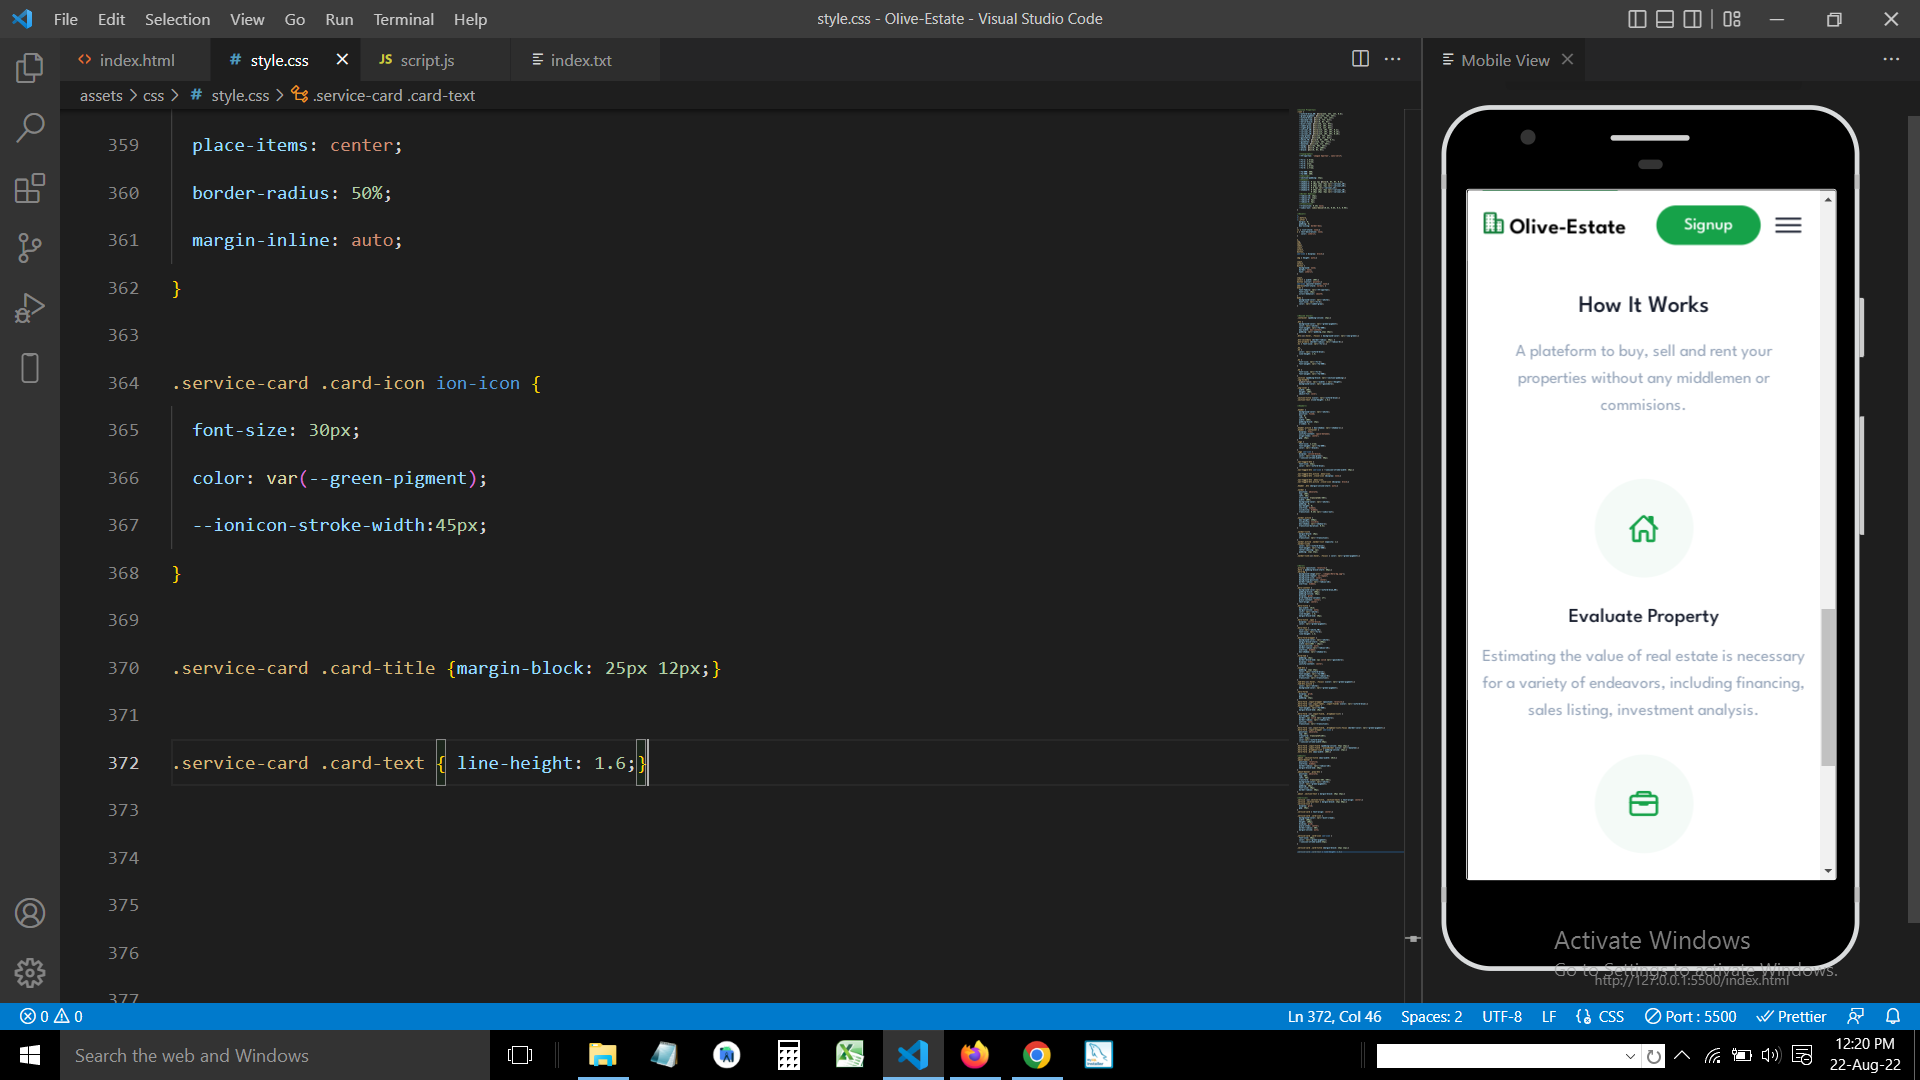 File Edit Selection View Go Run Terminal Help
style.css - Olive-Estate - Visual Studio Code
<> index.html
# style.css
JS script.js
index.txt
Mobile View
assets > css > # style.css > .service-card .card-text
359 place-items: center;
360 border-radius: 50%;
361 margin-inline: auto;
362 }
363
364 .service-card .card-icon ion-icon {
365 font-size: 30px;
366 color: var(--green-pigment);
367 --ionicon-stroke-width:45px;
368 }
369
370 .service-card .card-title {margin-block: 25px 12px;}
371
372 .service-card .card-text { line-height: 1.6;}
373
374
375
376
377
Olive-Estate
Signup
How It Works
A plateform to buy, sell and rent your
properties without any middlemen or
commisions.
Evaluate Property
Estimating the value of real estate is necessary
for a variety of endeavors, including financing,
sales listing, investment analysis.
Activate Windows
Go to Settings to activate Windows.
http://127.0.0.1:5500/index.html
0 0
Ln 372, Col 46
Spaces: 2
UTF-8
LF
CSS
Port : 5500
Prettier
Search the web and Windows
12:20 PM
22-Aug-22